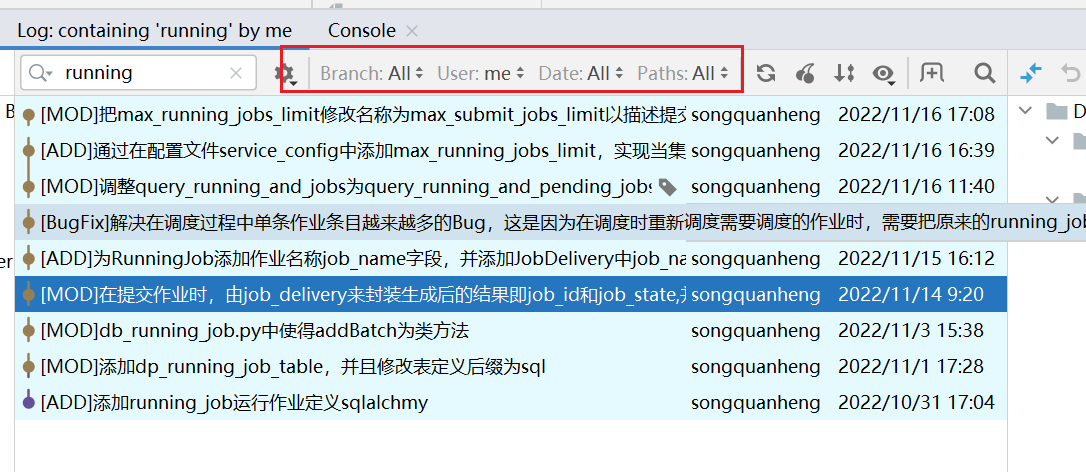 Log: containing 'running' by me Console
running Branch: All User: me Date: All Paths: All
B [MOD]把max_running_jobs_limit修改名称为max_submit_jobs_limit以描述提交 songquanheng 2022/11/16 17:08 D
[ADD]通过在配置文件service_config中添加max_running_jobs_limit，实现当集 songquanheng 2022/11/16 16:39
[MOD]调整query_running_and_jobs为query_running_and_pending_jobs songquanheng 2022/11/16 11:40
[BugFix]解决在调度过程中单条作业条目越来越多的Bug，这是因为在调度时重新调度需要调度的作业时，需要把原来的running_jo
er [ADD]为RunningJob添加作业名称job_name字段，并添加JobDelivery中job_na songquanheng 2022/11/15 16:12
[MOD]在提交作业时，由job_delivery来封装生成后的结果即job_id和job_state, songquanheng 2022/11/14 9:20
[MOD]db_running_job.py中使得addBatch为类方法 songquanheng 2022/11/3 15:38
[MOD]添加dp_running_job_table，并且修改表定义后缀为sql songquanheng 2022/11/1 17:28
[ADD]添加running_job运行作业定义sqlalchmy songquanheng 2022/10/31 17:04